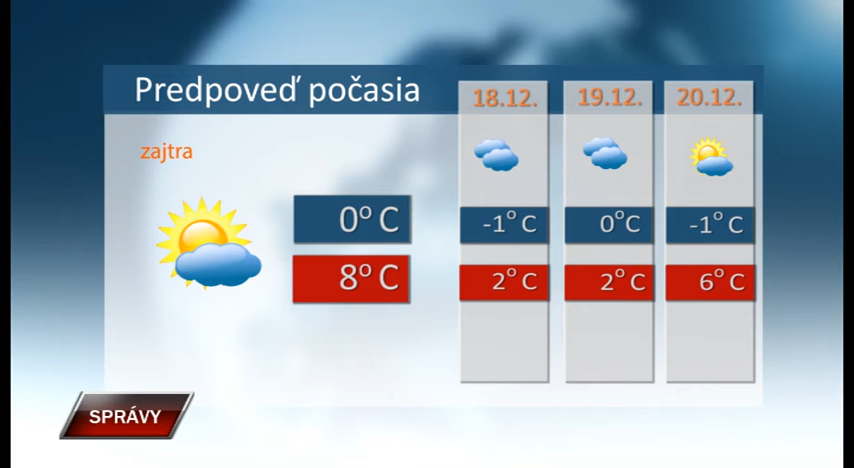 Predpoveď počasia
zajtra
0° C
8° C
18.12.
-1° C
2° C
19.12.
0°C
2° C
20.12.
-1° C
6° C
SPRÁVY